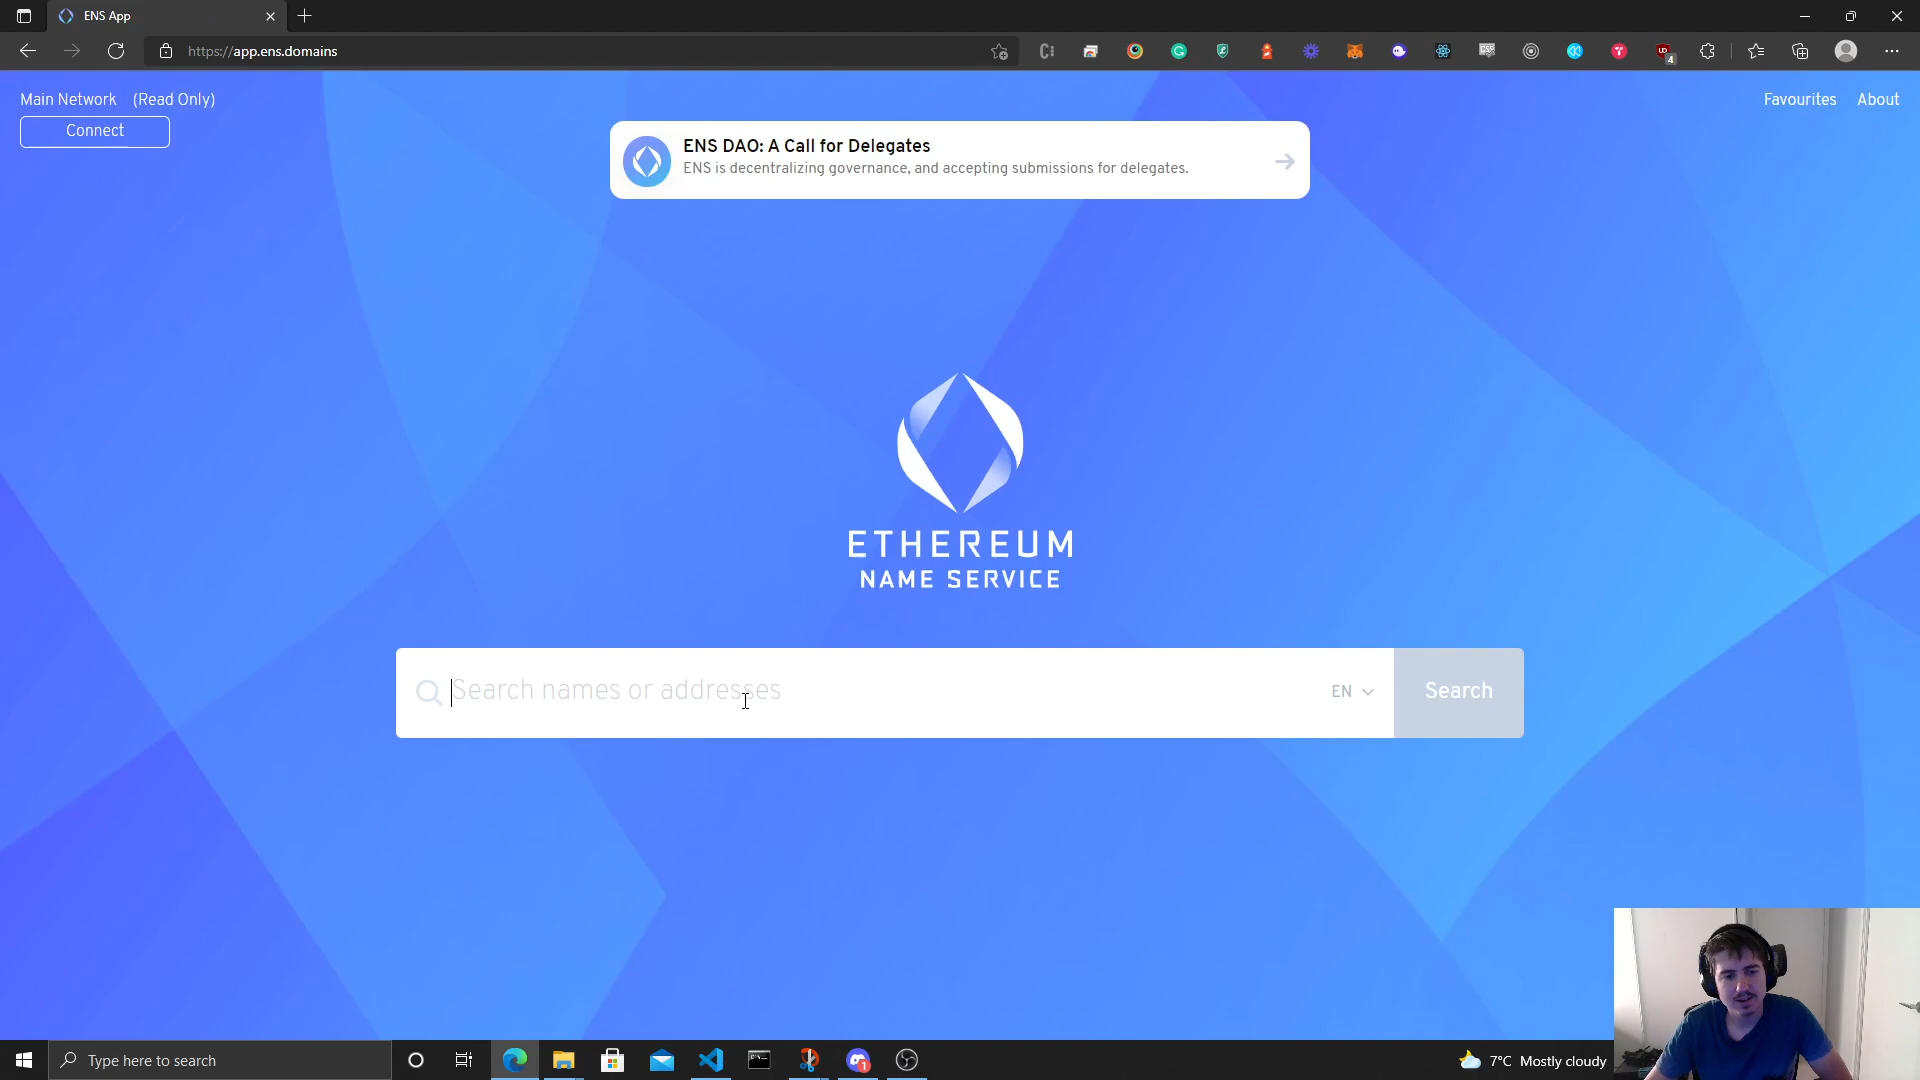 ENS App
https://app.ens.domains
4
Main Network (Read Only)
Connect
Favourites About
ENS DAO: A Call for Delegates
ENS is decentralizing governance, and accepting submissions for delegates.
ETHEREUM
NAME SERVICE
Search names or addresses
EN
Search
Type here to search
1
7°C Mostly cloudy